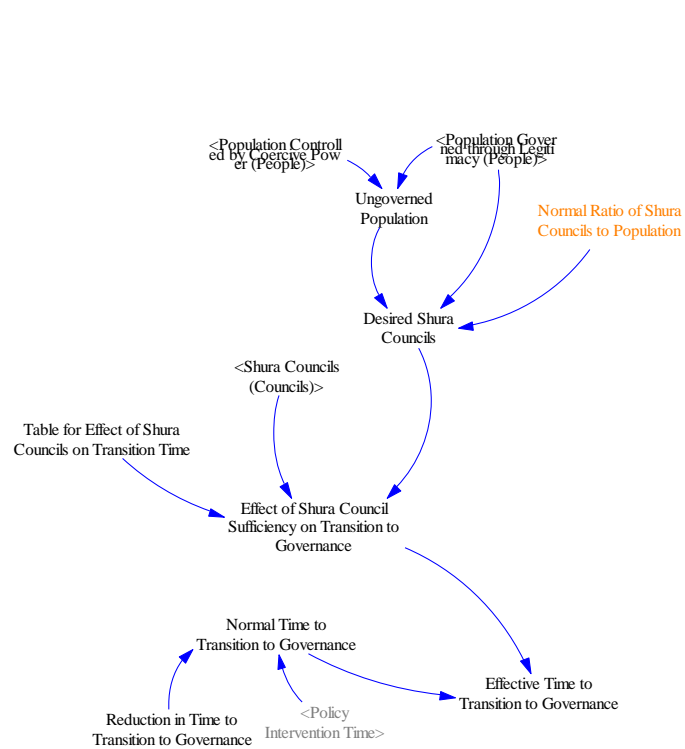 <Population Controll
ed by Coercive Pow
er (People)>
<Population Gover
ned through Legiti
macy (People)>
Ungoverned
Population
Normal Ratio of Shura
Councils to Population
Desired Shura
Councils
<Shura Councils
(Councils)>
Table for Effect of Shura
Councils on Transition Time
Effect of Shura Council
Sufficiency on Transition to
Governance
Normal Time to
Transition to Governance
Effective Time to
Transition to Governance
Reduction in Time to
Transition to Governance
<Policy
Intervention Time>